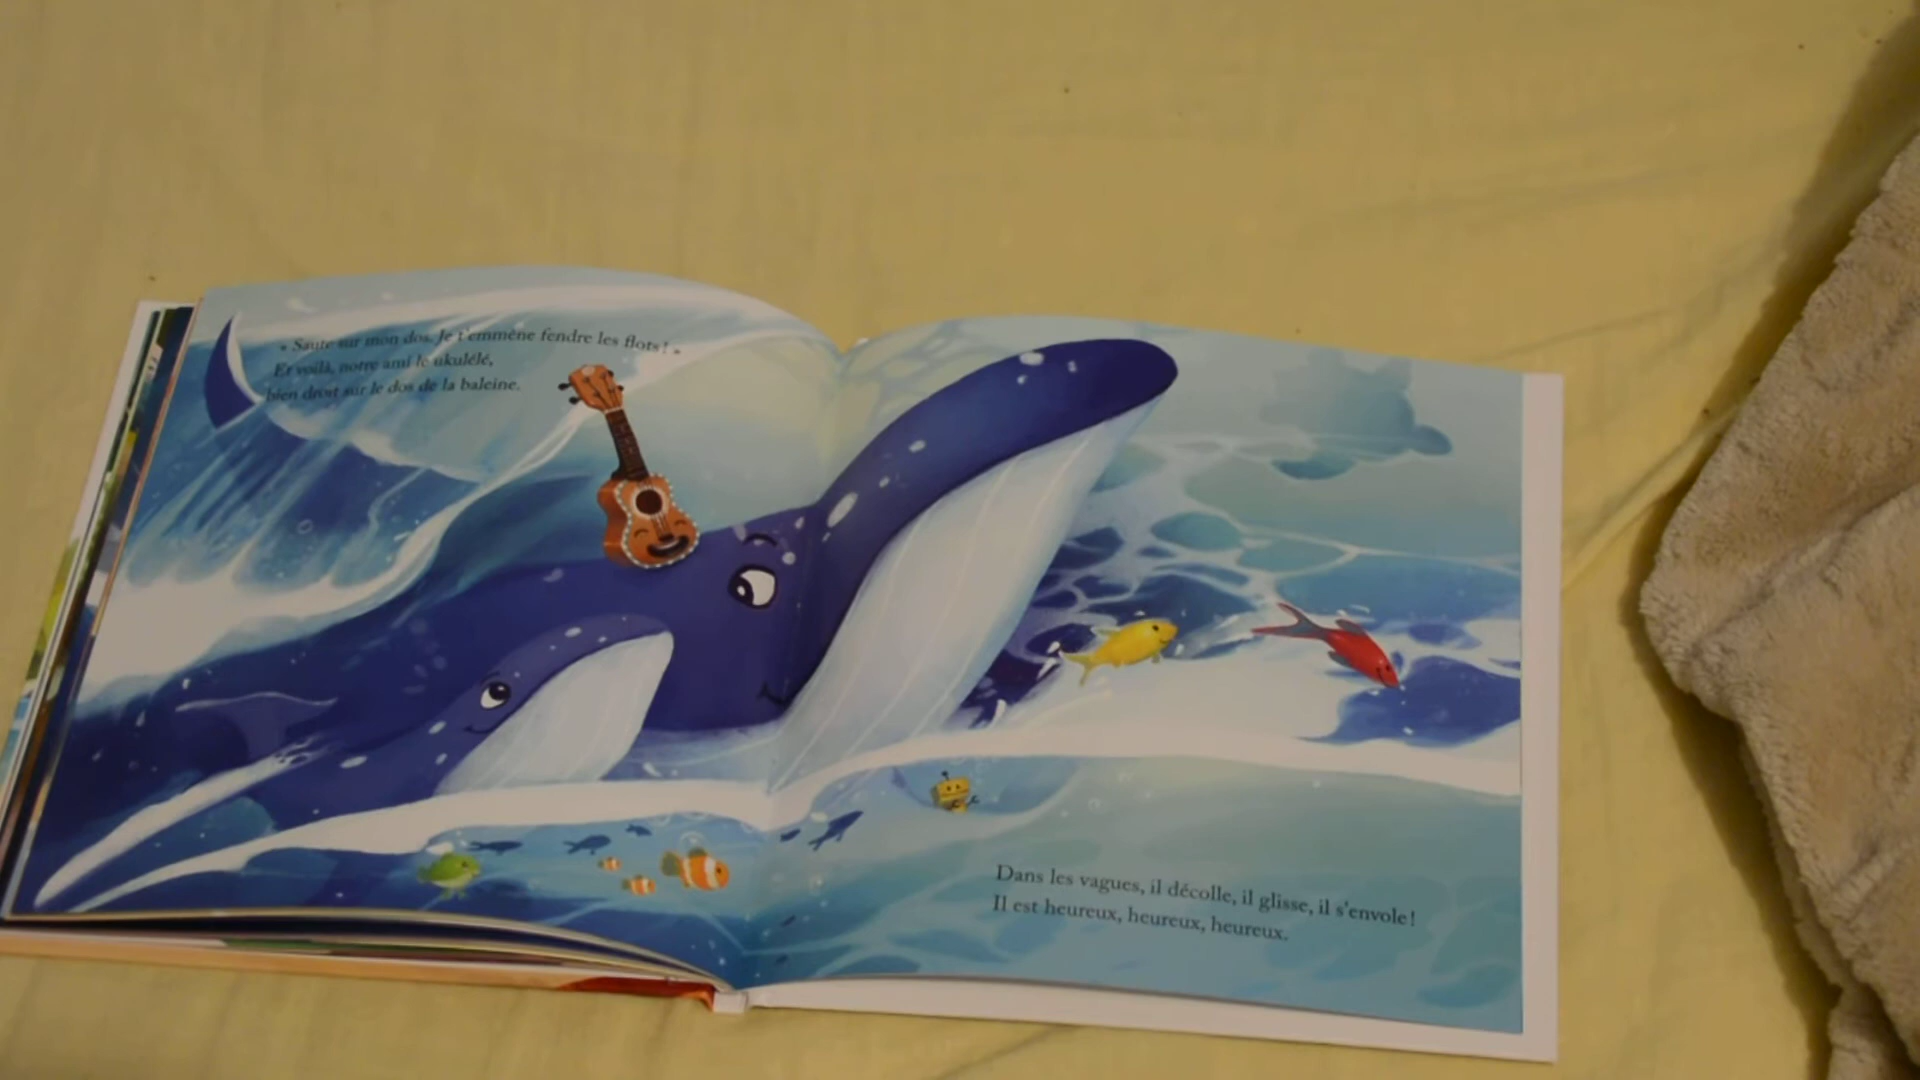 « Saute sur mon dos. Je t'emmène fendre les flots ! »
Et voilà, notre ami le ukulélé,
bien droit sur le dos de la baleine.
Dans les vagues, il décolle, il glisse, il s'envole !
Il est heureux, heureux, heureux.